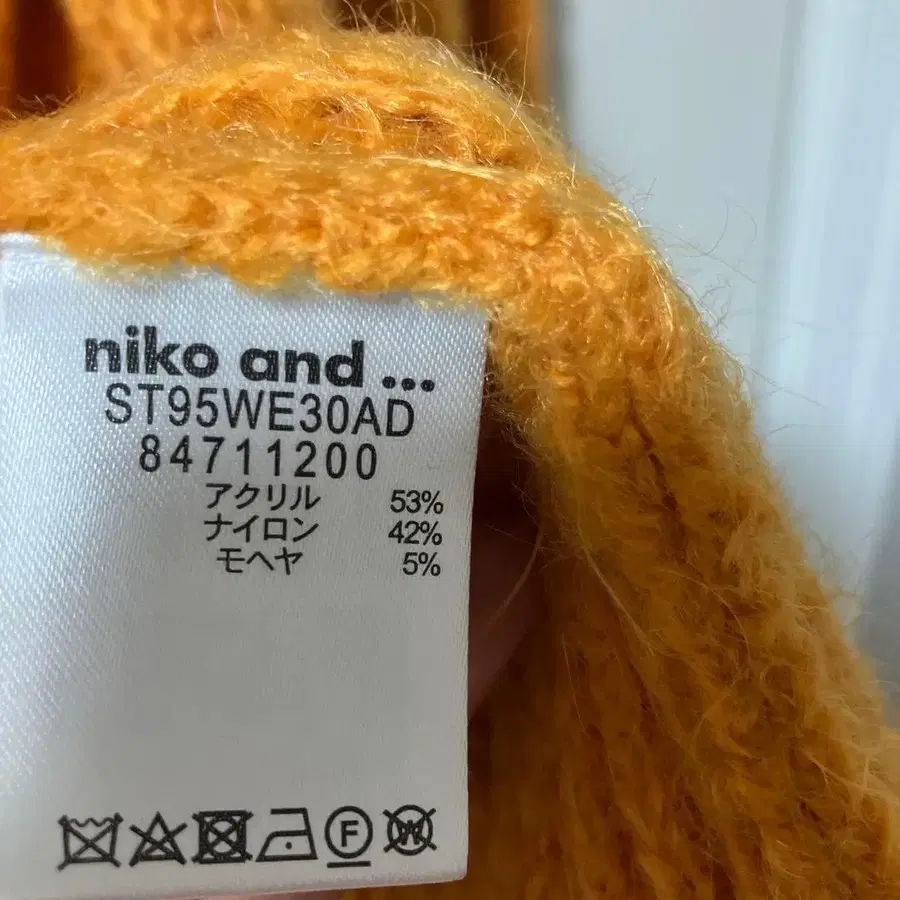 niko and ...
ST95WE30AD
84711200
アクリル 53%
ナイロン 42%
モヘヤ 5%
F W